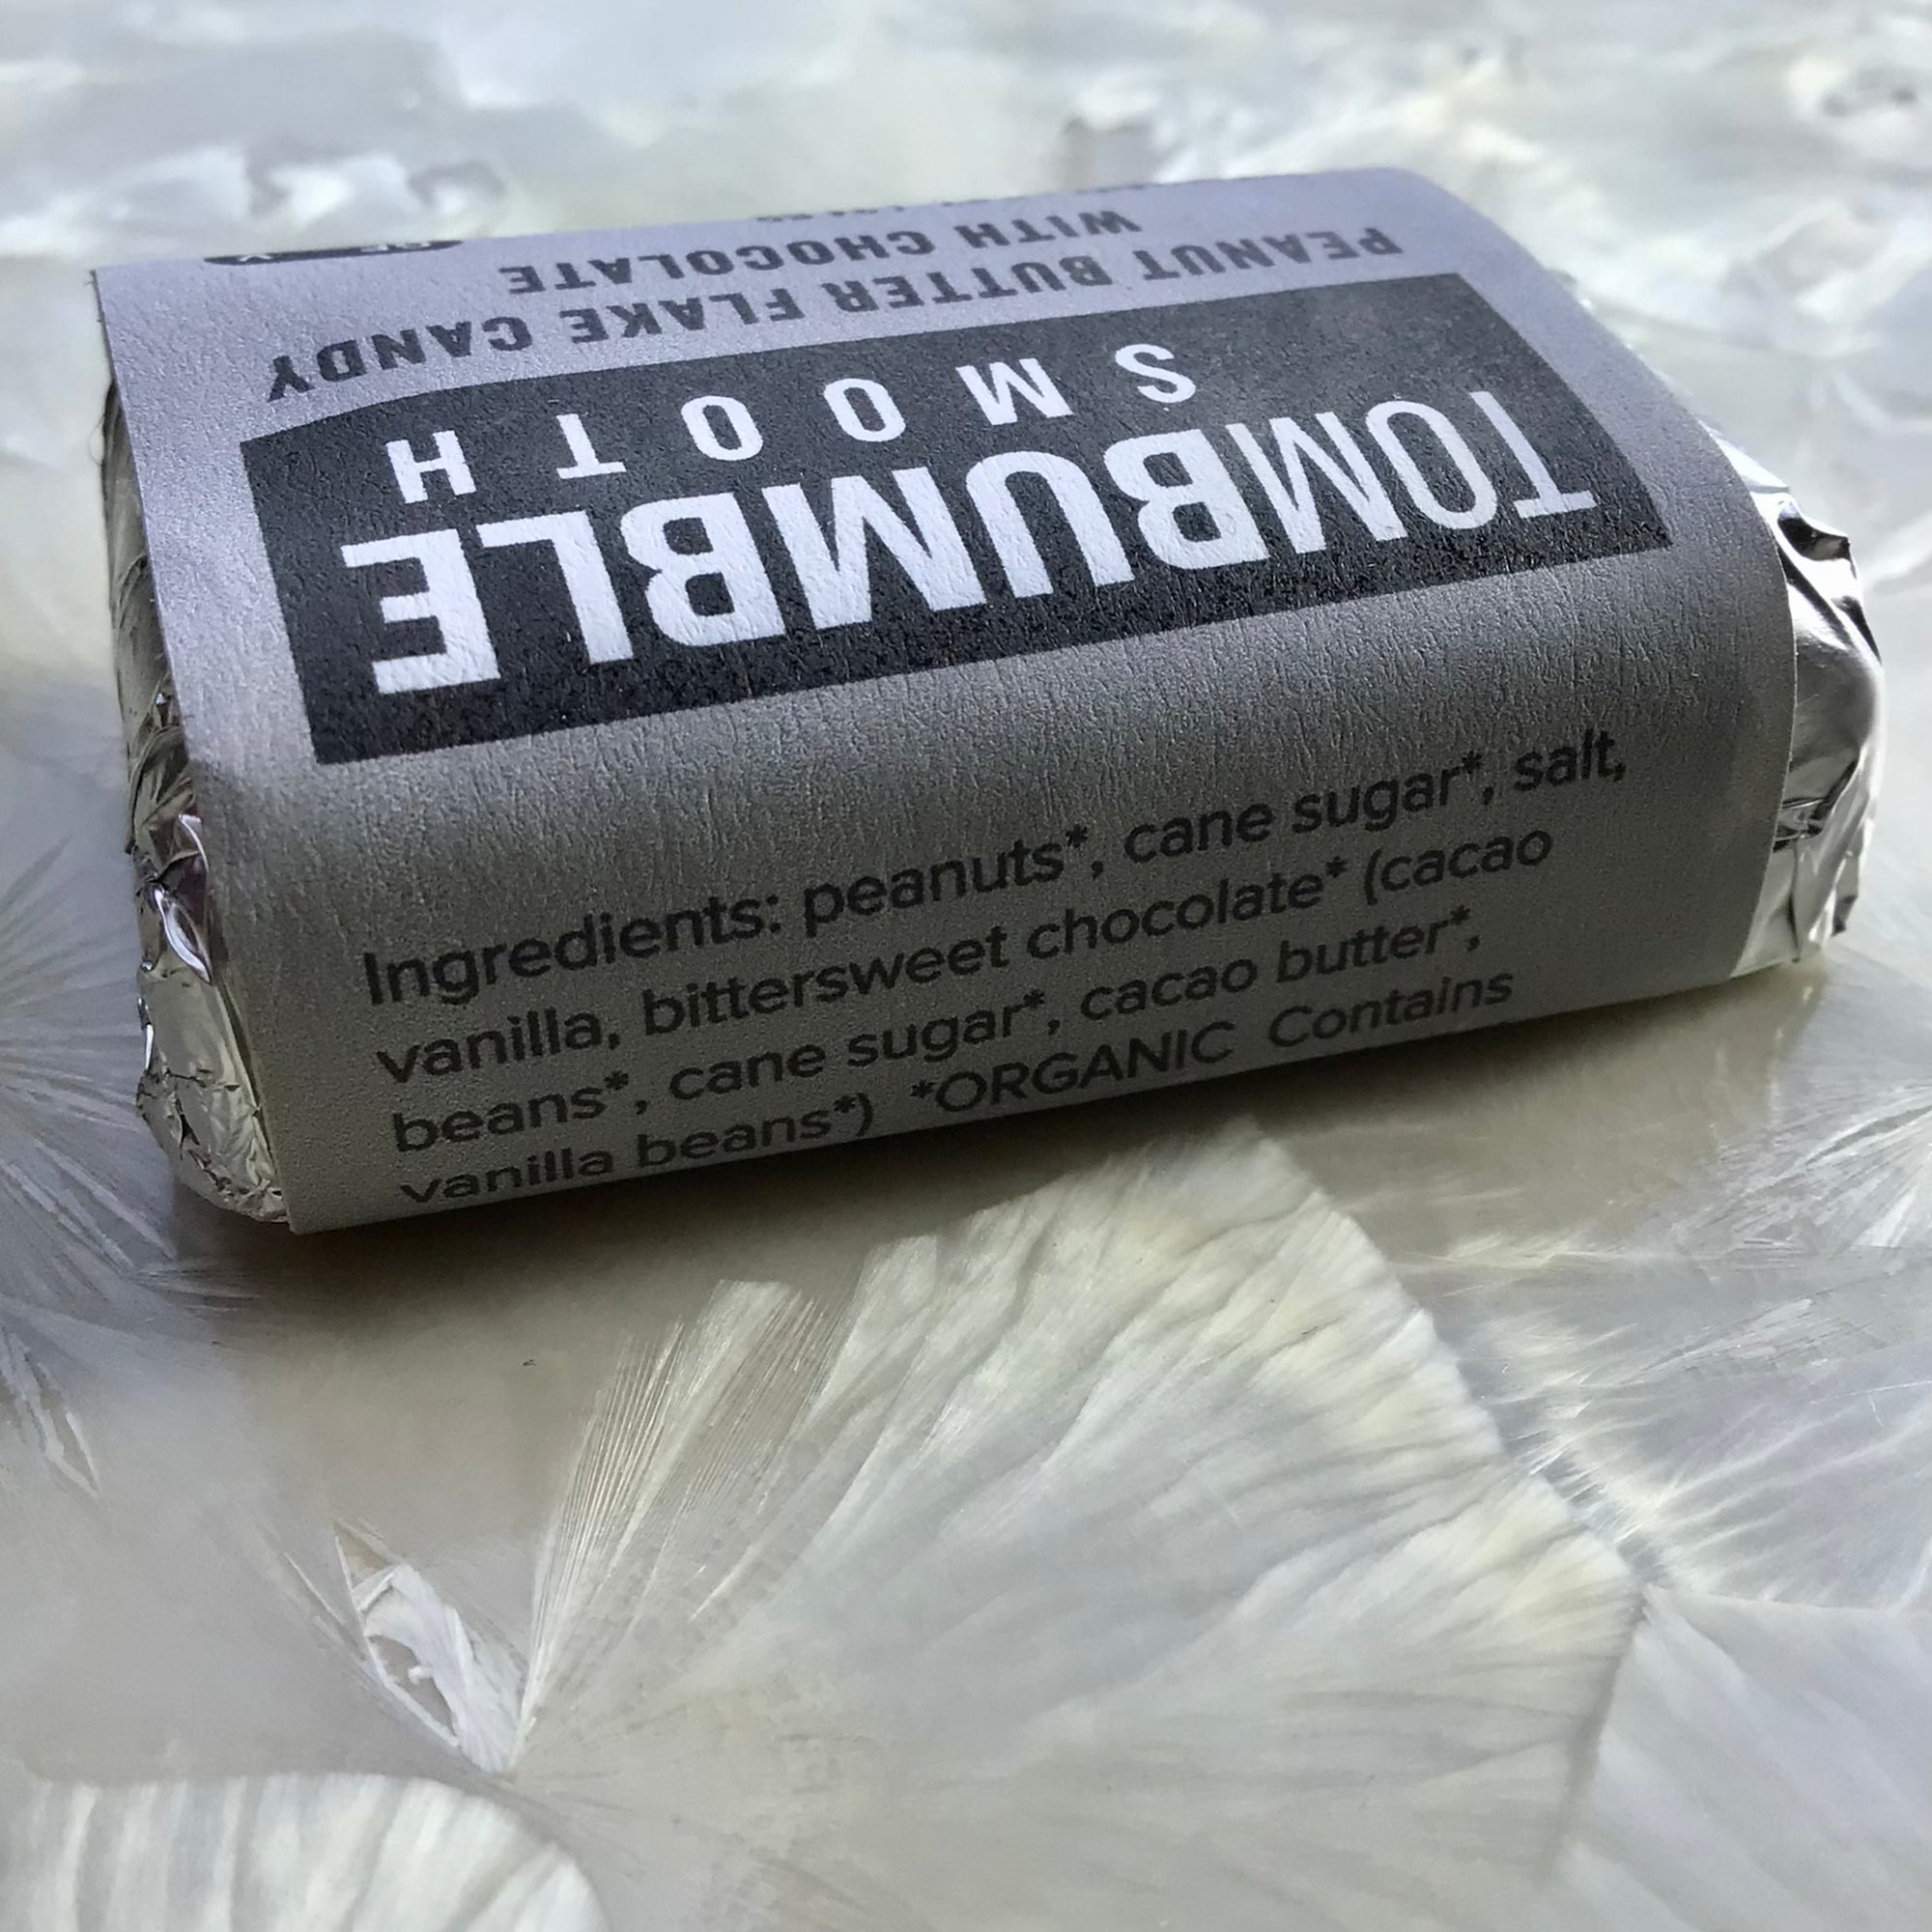 TOMBUMBLE
SMOOTH
PEANUT BUTTER FLAKE CANDY
WITH CHOCOLATE
Ingredients: peanuts*, cane sugar*, salt,
vanilla, bittersweet chocolate* (cacao
beans*, cane sugar*, cacao butter*,
vanilla beans*) *ORGANIC Contains